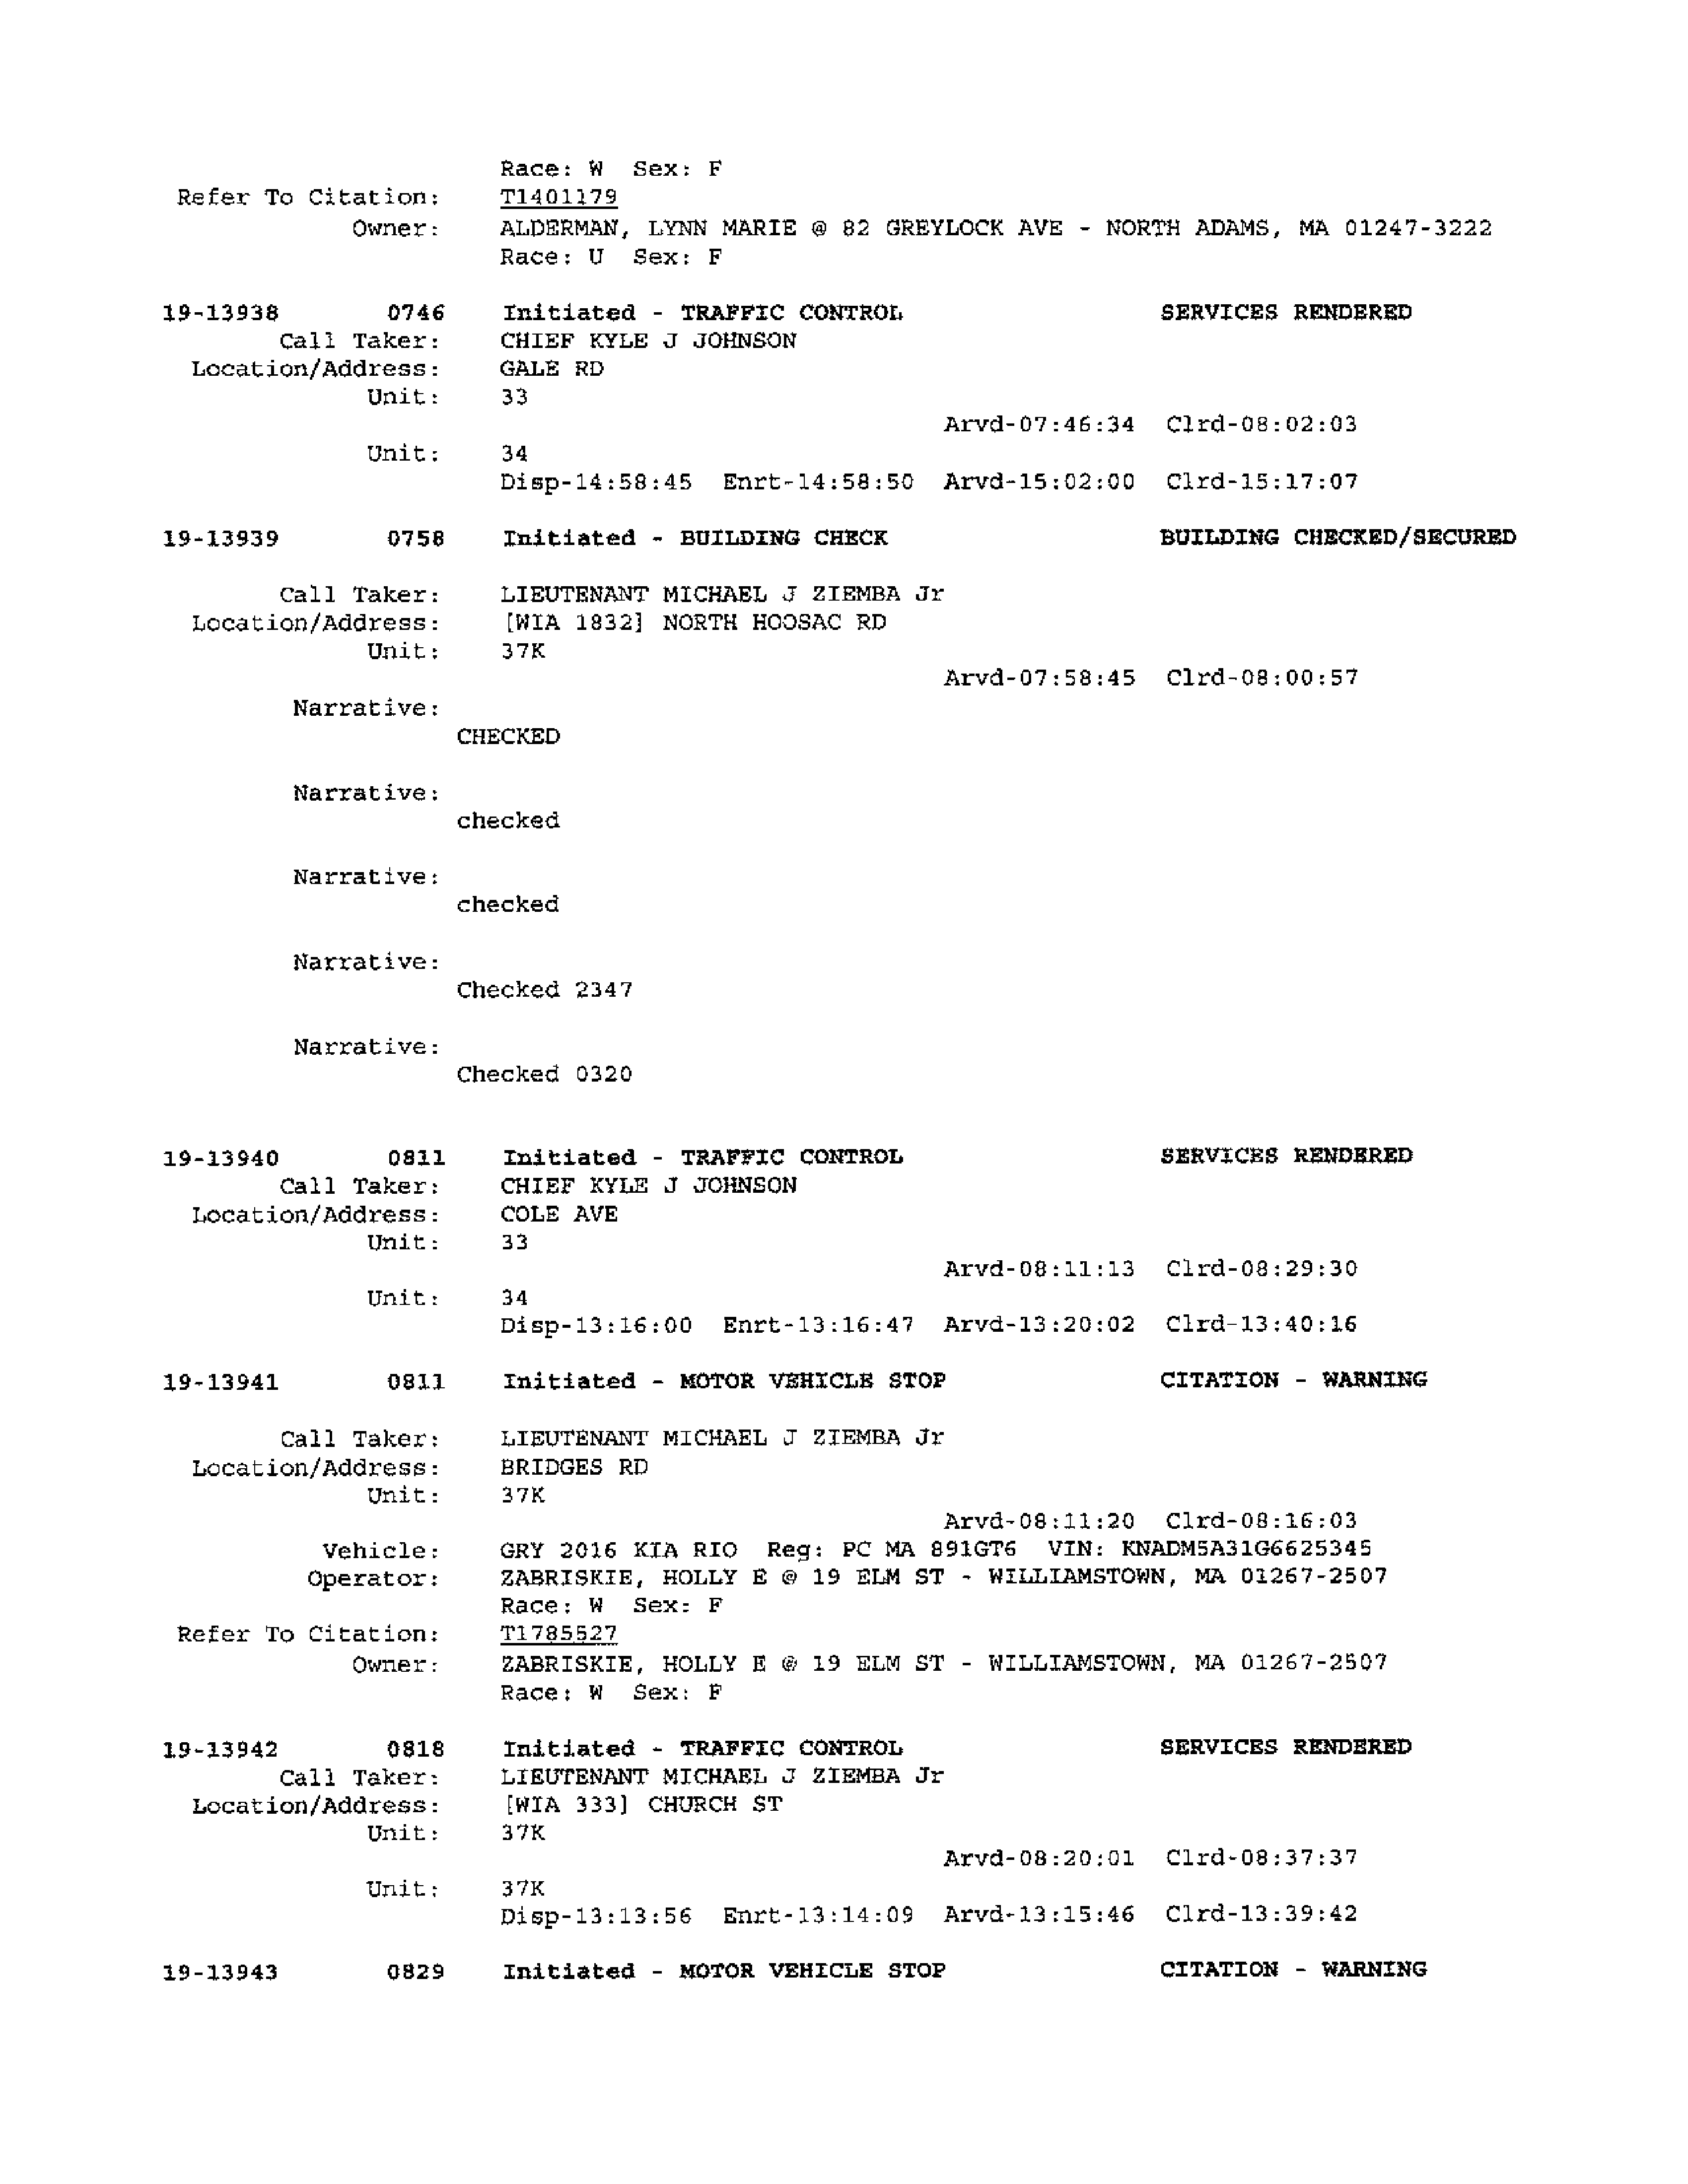 Race: W Sex: F
Refer To Citation: T1401179
Owner: ALDERMAN, LYNN MARIE @ 82 GREYLOCK AVE - NORTH ADAMS, MA 01247-3222
Race: U Sex: F
19-13938 0746 Initiated - TRAFFIC CONTROL SERVICES RENDERED
Call Taker: CHIEF KYLE J JOHNSON
Location/Address: GALE RD
Unit: 33
Arvd-07:46:34 Clrd-08:02:03
Unit: 34
Disp-14:58:45 Enrt-14:58:50 Arvd-15:02:00 Clrd-15:17:07
19-13939 0758 Initiated - BUILDING CHECK BUILDING CHECKED/SECURED
Call Taker: LIEUTENANT MICHAEL J ZIEMBA Jr
Location/Address: [WIA 1832] NORTH HOOSAC RD
Unit: 37K
Arvd-07:58:45 Clrd-08:00:57
Narrative:
CHECKED
Narrative:
checked
Narrative:
checked
Narrative:
Checked 2347
Narrative:
Checked 0320
19-13940 0811 Initiated - TRAFFIC CONTROL SERVICES RENDERED
Call Taker: CHIEF KYLE J JOHNSON
Location/Address: COLE AVE
Unit: 33
Arvd-08:11:13 Clrd-08:29:30
Unit: 34
Disp-13:16:00 Enrt-13:16:47 Arvd-13:20:02 Clrd-13:40:16
19-13941 0811 Initiated - MOTOR VEHICLE STOP CITATION - WARNING
Call Taker: LIEUTENANT MICHAEL J ZIEMBA Jr
Location/Address: BRIDGES RD
Unit: 37K
Arvd-08:11:20 Clrd-08:16:03
Vehicle: GRY 2016 KIA RIO Reg: PC MA 891GT6 VIN: KNADM5A31G6625345
Operator: ZABRISKIE, HOLLY E @ 19 ELM ST - WILLIAMSTOWN, MA 01267-2507
Race: W Sex: F
Refer To Citation: T1785527
Owner: ZABRISKIE, HOLLY E @ 19 ELM ST - WILLIAMSTOWN, MA 01267-2507
Race: W Sex: F
19-13942 0818 Initiated - TRAFFIC CONTROL SERVICES RENDERED
Call Taker: LIEUTENANT MICHAEL J ZIEMBA Jr
Location/Address: [WIA 333] CHURCH ST
Unit: 37K
Arvd-08:20:01 Clrd-08:37:37
Unit: 37K
Disp-13:13:56 Enrt-13:14:09 Arvd-13:15:46 Clrd-13:39:42
19-13943 0829 Initiated - MOTOR VEHICLE STOP CITATION - WARNING